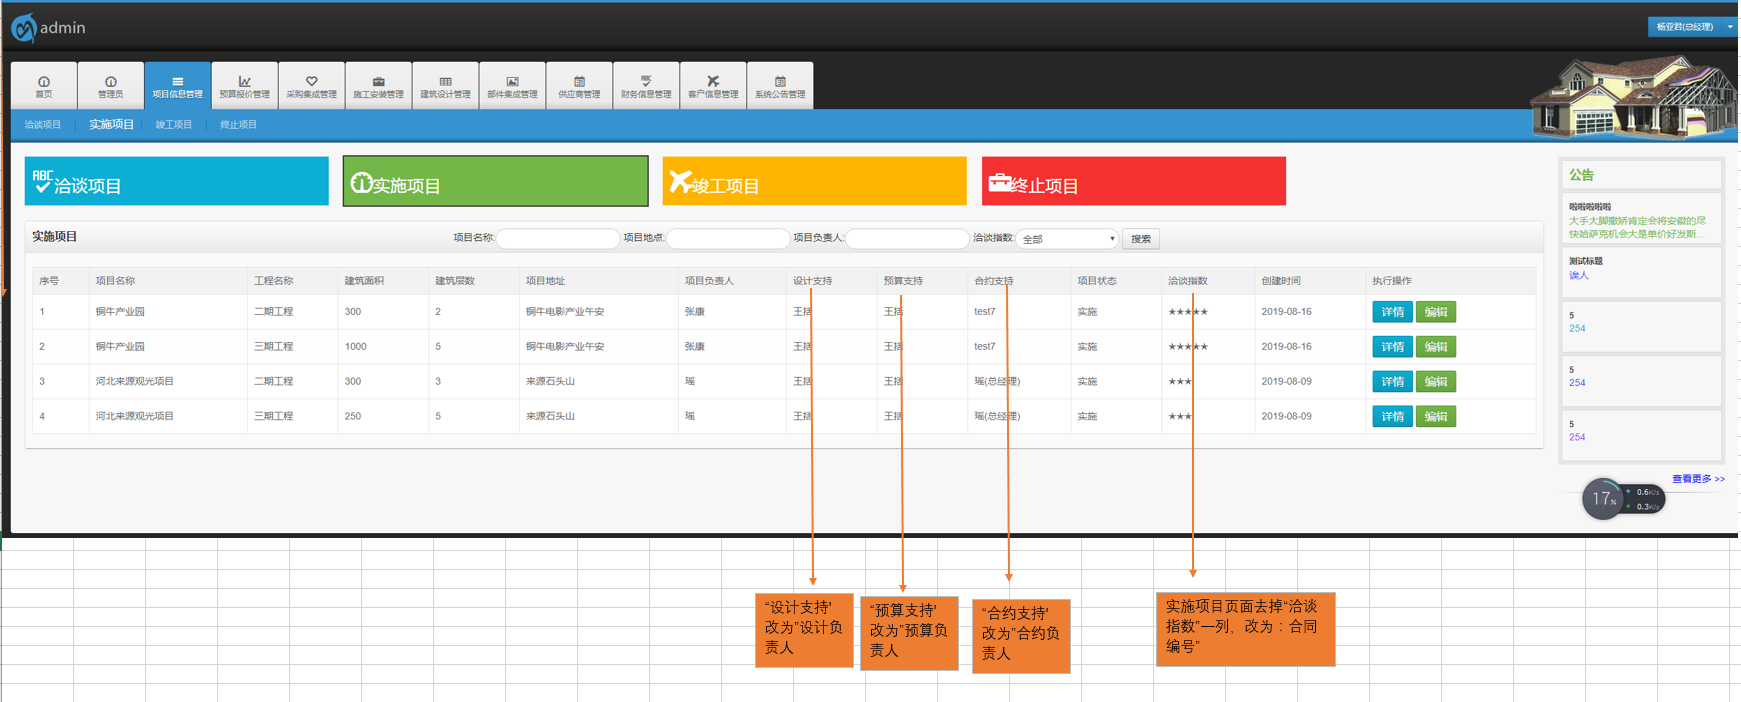 admin
杨亚君(总经理)
首页
管理员
项目信息管理
预算报价管理
采购集成管理
施工安装管理
建筑设计管理
部件集成管理
供应商管理
财务信息管理
客户信息管理
系统公告管理
洽谈项目 实施项目 竣工项目 终止项目
ABC 洽谈项目
实施项目
竣工项目
终止项目
实施项目 项目名称: 项目地点: 项目负责人: 洽谈指数: 全部 搜索
序号 项目名称 工程名称 建筑面积 建筑层数 项目地址 项目负责人 设计支持 预算支持 合约支持 项目状态 洽谈指数 创建时间 执行操作
1 铜牛产业园 二期工程 300 2 铜牛电影产业午安 张康 王括 王括 test7 实施 ★★★★★ 2019-08-16 详情 编辑
2 铜牛产业园 三期工程 1000 5 铜牛电影产业午安 张康 王括 王括 test7 实施 ★★★★★ 2019-08-16 详情 编辑
3 河北来源观光项目 二期工程 300 3 来源石头山 瑶 王括 王括 瑶(总经理) 实施 ★★★ 2019-08-09 详情 编辑
4 河北来源观光项目 三期工程 250 5 来源石头山 瑶 王括 王括 瑶(总经理) 实施 ★★★ 2019-08-09 详情 编辑
公告
啦啦啦啦啦
大手大脚撒娇肯定会将安徽的尽
快哈萨克机会大是单价好发斯...
测试标题
诶人
5
254
5
254
5
254
查看更多 >>
17%
0.6K/s
0.3K/s
“设计支持'
改为”设计负
责人
“预算支持'
改为”预算负
责人
“合约支持'
改为”合约负
责人
实施项目页面去掉“洽谈
指数”一列，改为：合同
编号”